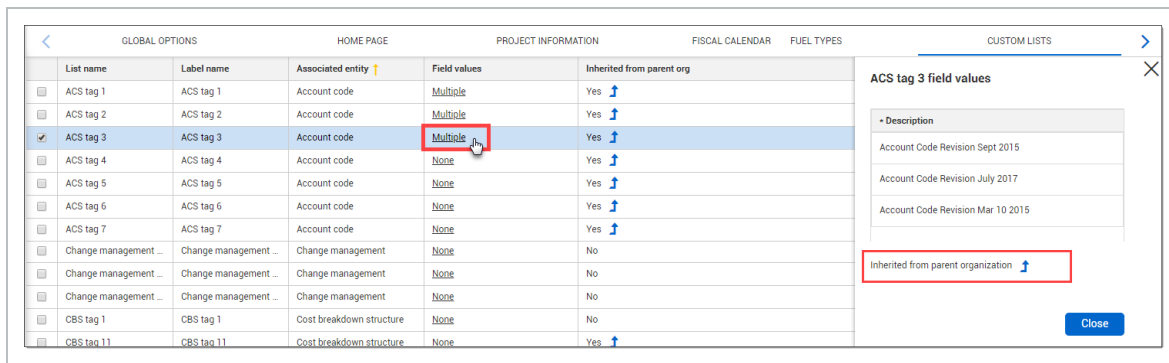 GLOBAL OPTIONS HOME PAGE PROJECT INFORMATION FISCAL CALENDAR FUEL TYPES CUSTOM LISTS
List name Label name Associated entity Field values Inherited from parent org
ACS tag 1 ACS tag 1 Account code Multiple Yes
ACS tag 2 ACS tag 2 Account code Multiple Yes
ACS tag 3 ACS tag 3 Account code Multiple Yes
ACS tag 4 ACS tag 4 Account code None Yes
ACS tag 5 ACS tag 5 Account code None Yes
ACS tag 6 ACS tag 6 Account code None Yes
ACS tag 7 ACS tag 7 Account code None Yes
Change management ... Change management ... Change management None No
Change management ... Change management ... Change management None No
Change management ... Change management ... Change management None No
CBS tag 1 CBS tag 1 Cost breakdown structure None No
CBS tag 11 CBS tag 11 Cost breakdown structure None Yes
ACS tag 3 field values
Description
Account Code Revision Sept 2015
Account Code Revision July 2017
Account Code Revision Mar 10 2015
Inherited from parent organization
Close